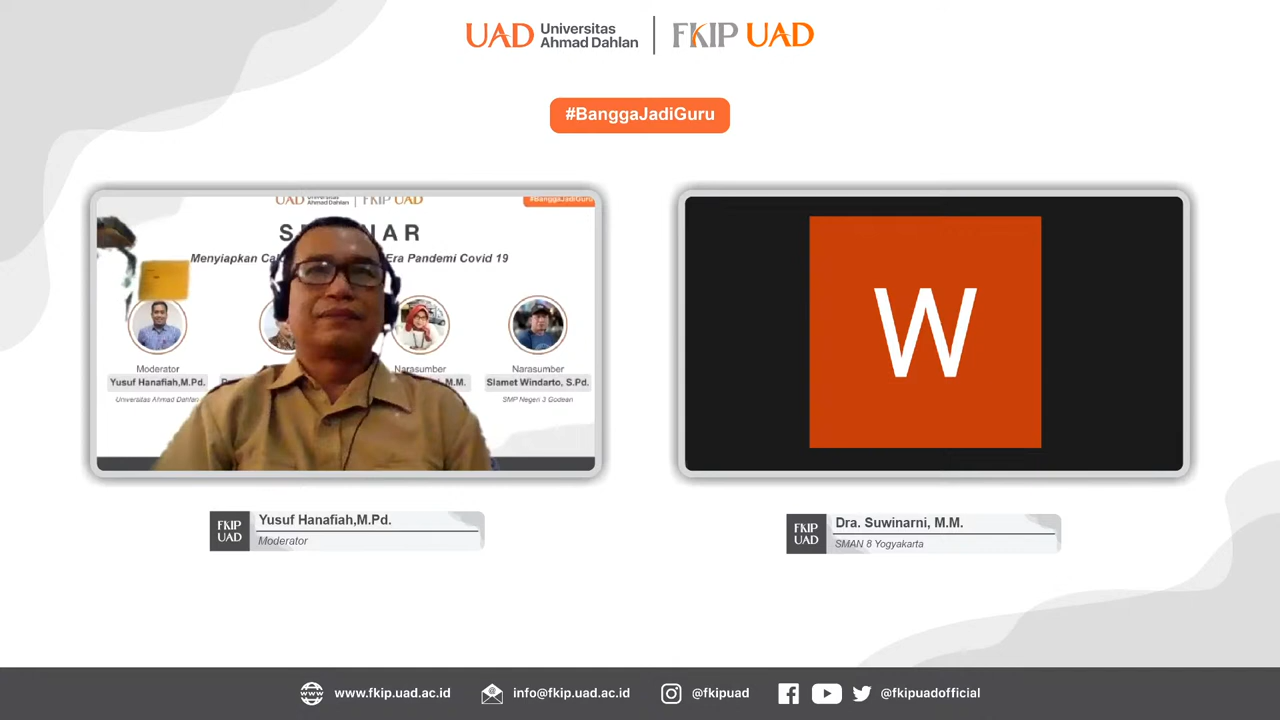 UAD Universitas Ahmad Dahlan | FKIP UAD
#BanggaJadiGuru
UAD Universitas Ahmad Dahlan | FKIP UAD
#BanggaJadiGuru
Menyiapkan Era Pandemi Covid 19
Moderator
Narasumber
Narasumber
Yusuf Hanafiah,M.Pd.
M.M.
Slamet Windarto, S.Pd.
Universitas Ahmad Dahlan
SMP Negeri 3 Godean
W
FKIP UAD
Yusuf Hanafiah,M.Pd.
Moderator
FKIP UAD
Dra. Suwinarni, M.M.
SMAN 8 Yogyakarta
www.fkip.uad.ac.id info@fkip.uad.ac.id @fkipuad @fkipuadofficial